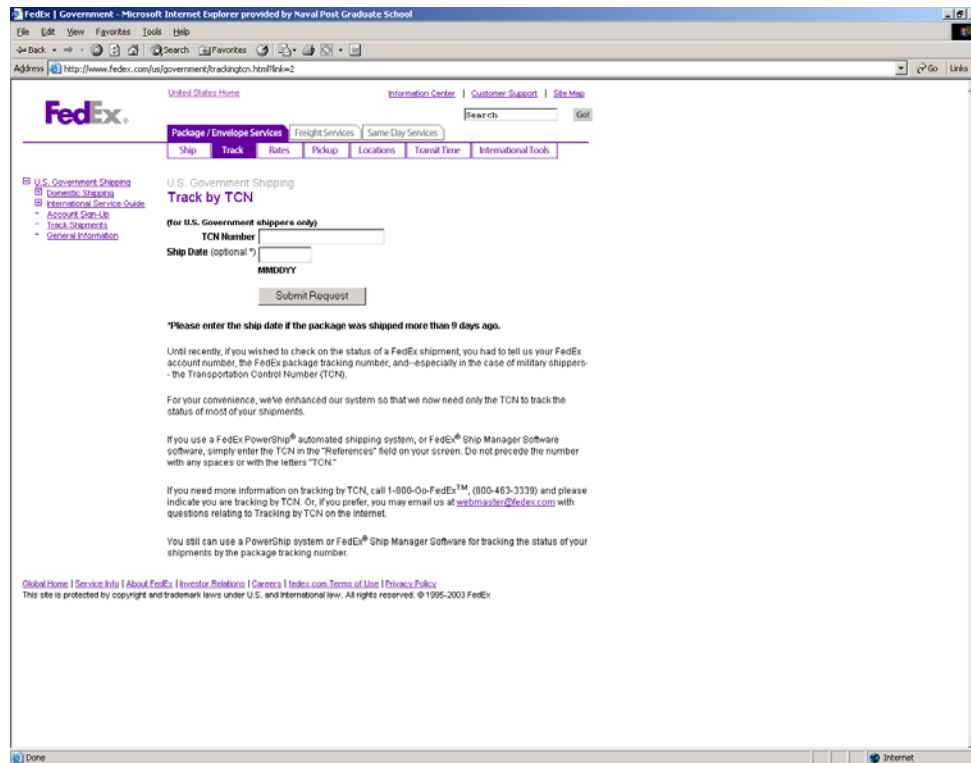 FedEx | Government - Microsoft Internet Explorer provided by Naval Post Graduate School
File Edit View Favorites Tools Help
Back Search Favorites
Address http://www.fedex.com/us/government/trackingtcn.html?link=2 Go Links
FedEx.
United States Home Information Center | Customer Support | Site Map
Search Go!
Package / Envelope Services Freight Services Same Day Services
Ship Track Rates Pickup Locations Transit Time International Tools
U.S. Government Shipping
Domestic Shipping
International Service Guide
Account Sign-Up
Track Shipments
General Information
U.S. Government Shipping
Track by TCN
(for U.S. Government shippers only)
TCN Number
Ship Date (optional *)
MMDDYY
Submit Request
*Please enter the ship date if the package was shipped more than 9 days ago.
Until recently, if you wished to check on the status of a FedEx shipment, you had to tell us your FedEx
account number, the FedEx package tracking number, and--especially in the case of military shippers-
- the Transportation Control Number (TCN).
For your convenience, we've enhanced our system so that we now need only the TCN to track the
status of most of your shipments.
If you use a FedEx PowerShip® automated shipping system, or FedEx® Ship Manager Software
software, simply enter the TCN in the "References" field on your screen. Do not precede the number
with any spaces or with the letters "TCN."
If you need more information on tracking by TCN, call 1-800-Go-FedEx™, (800-463-3339) and please
indicate you are tracking by TCN. Or, if you prefer, you may email us at webmaster@fedex.com with
questions relating to Tracking by TCN on the Internet.
You still can use a PowerShip system or FedEx® Ship Manager Software for tracking the status of your
shipments by the package tracking number.
Global Home | Service Info | About FedEx | Investor Relations | Careers | fedex.com Terms of Use | Privacy Policy
This site is protected by copyright and trademark laws under U.S. and International law. All rights reserved. © 1995-2003 FedEx
Done Internet